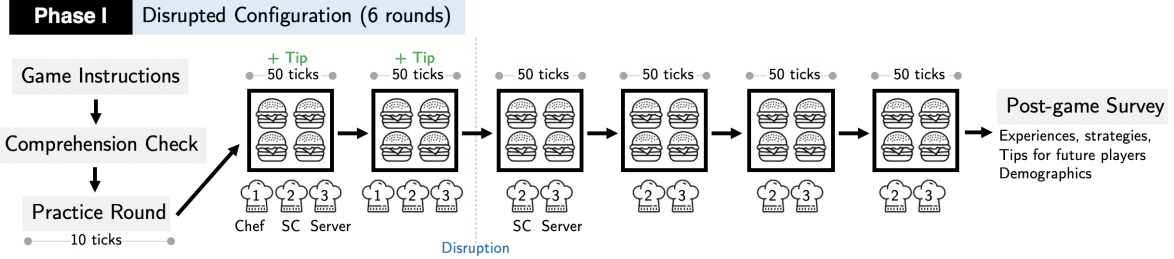 Phase I Disrupted Configuration (6 rounds)
Game Instructions
Comprehension Check
Practice Round
10 ticks
+ Tip
50 ticks
1 2 3
Chef SC Server
+ Tip
50 ticks
1 2 3
Disruption
50 ticks
2 3
SC Server
50 ticks
2 3
50 ticks
2 3
50 ticks
2 3
Post-game Survey
Experiences, strategies,
Tips for future players
Demographics